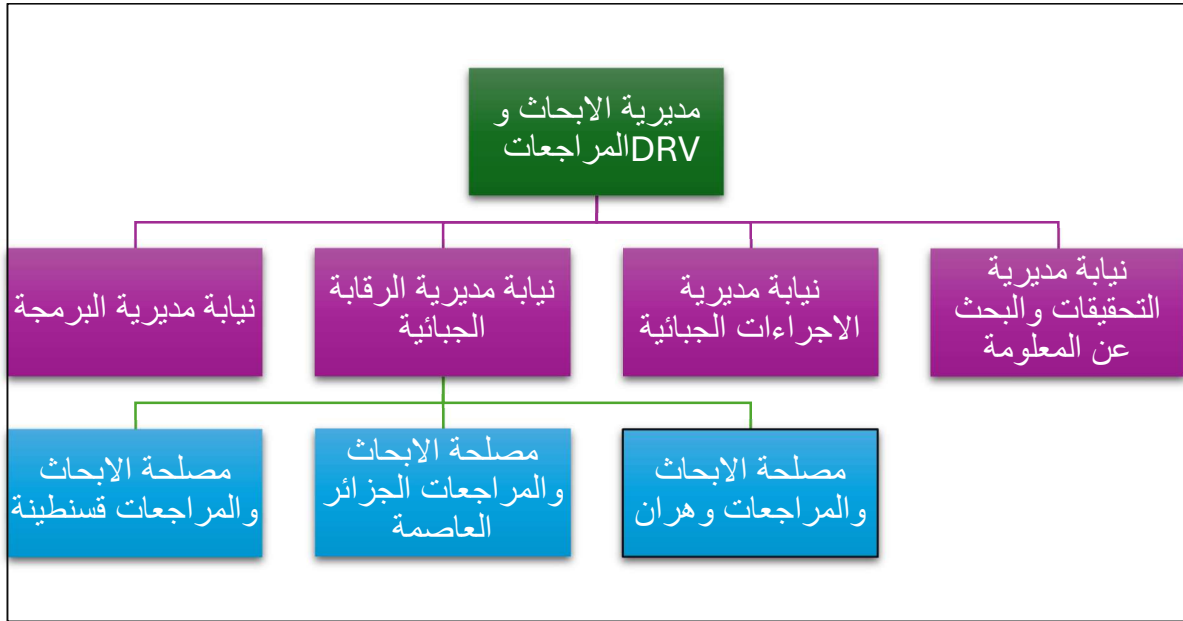 مديرية الابحاث و
المراجعات DRV
نيابة مديرية
التحقيقات والبحث
عن المعلومة
نيابة مديرية
الاجراءات الجبائية
نيابة مديرية الرقابة
الجبائية
نيابة مديرية البرمجة
مصلحة الابحاث
والمراجعات وهران
مصلحة الابحاث
والمراجعات الجزائر
العاصمة
مصلحة الابحاث
والمراجعات قسنطينة